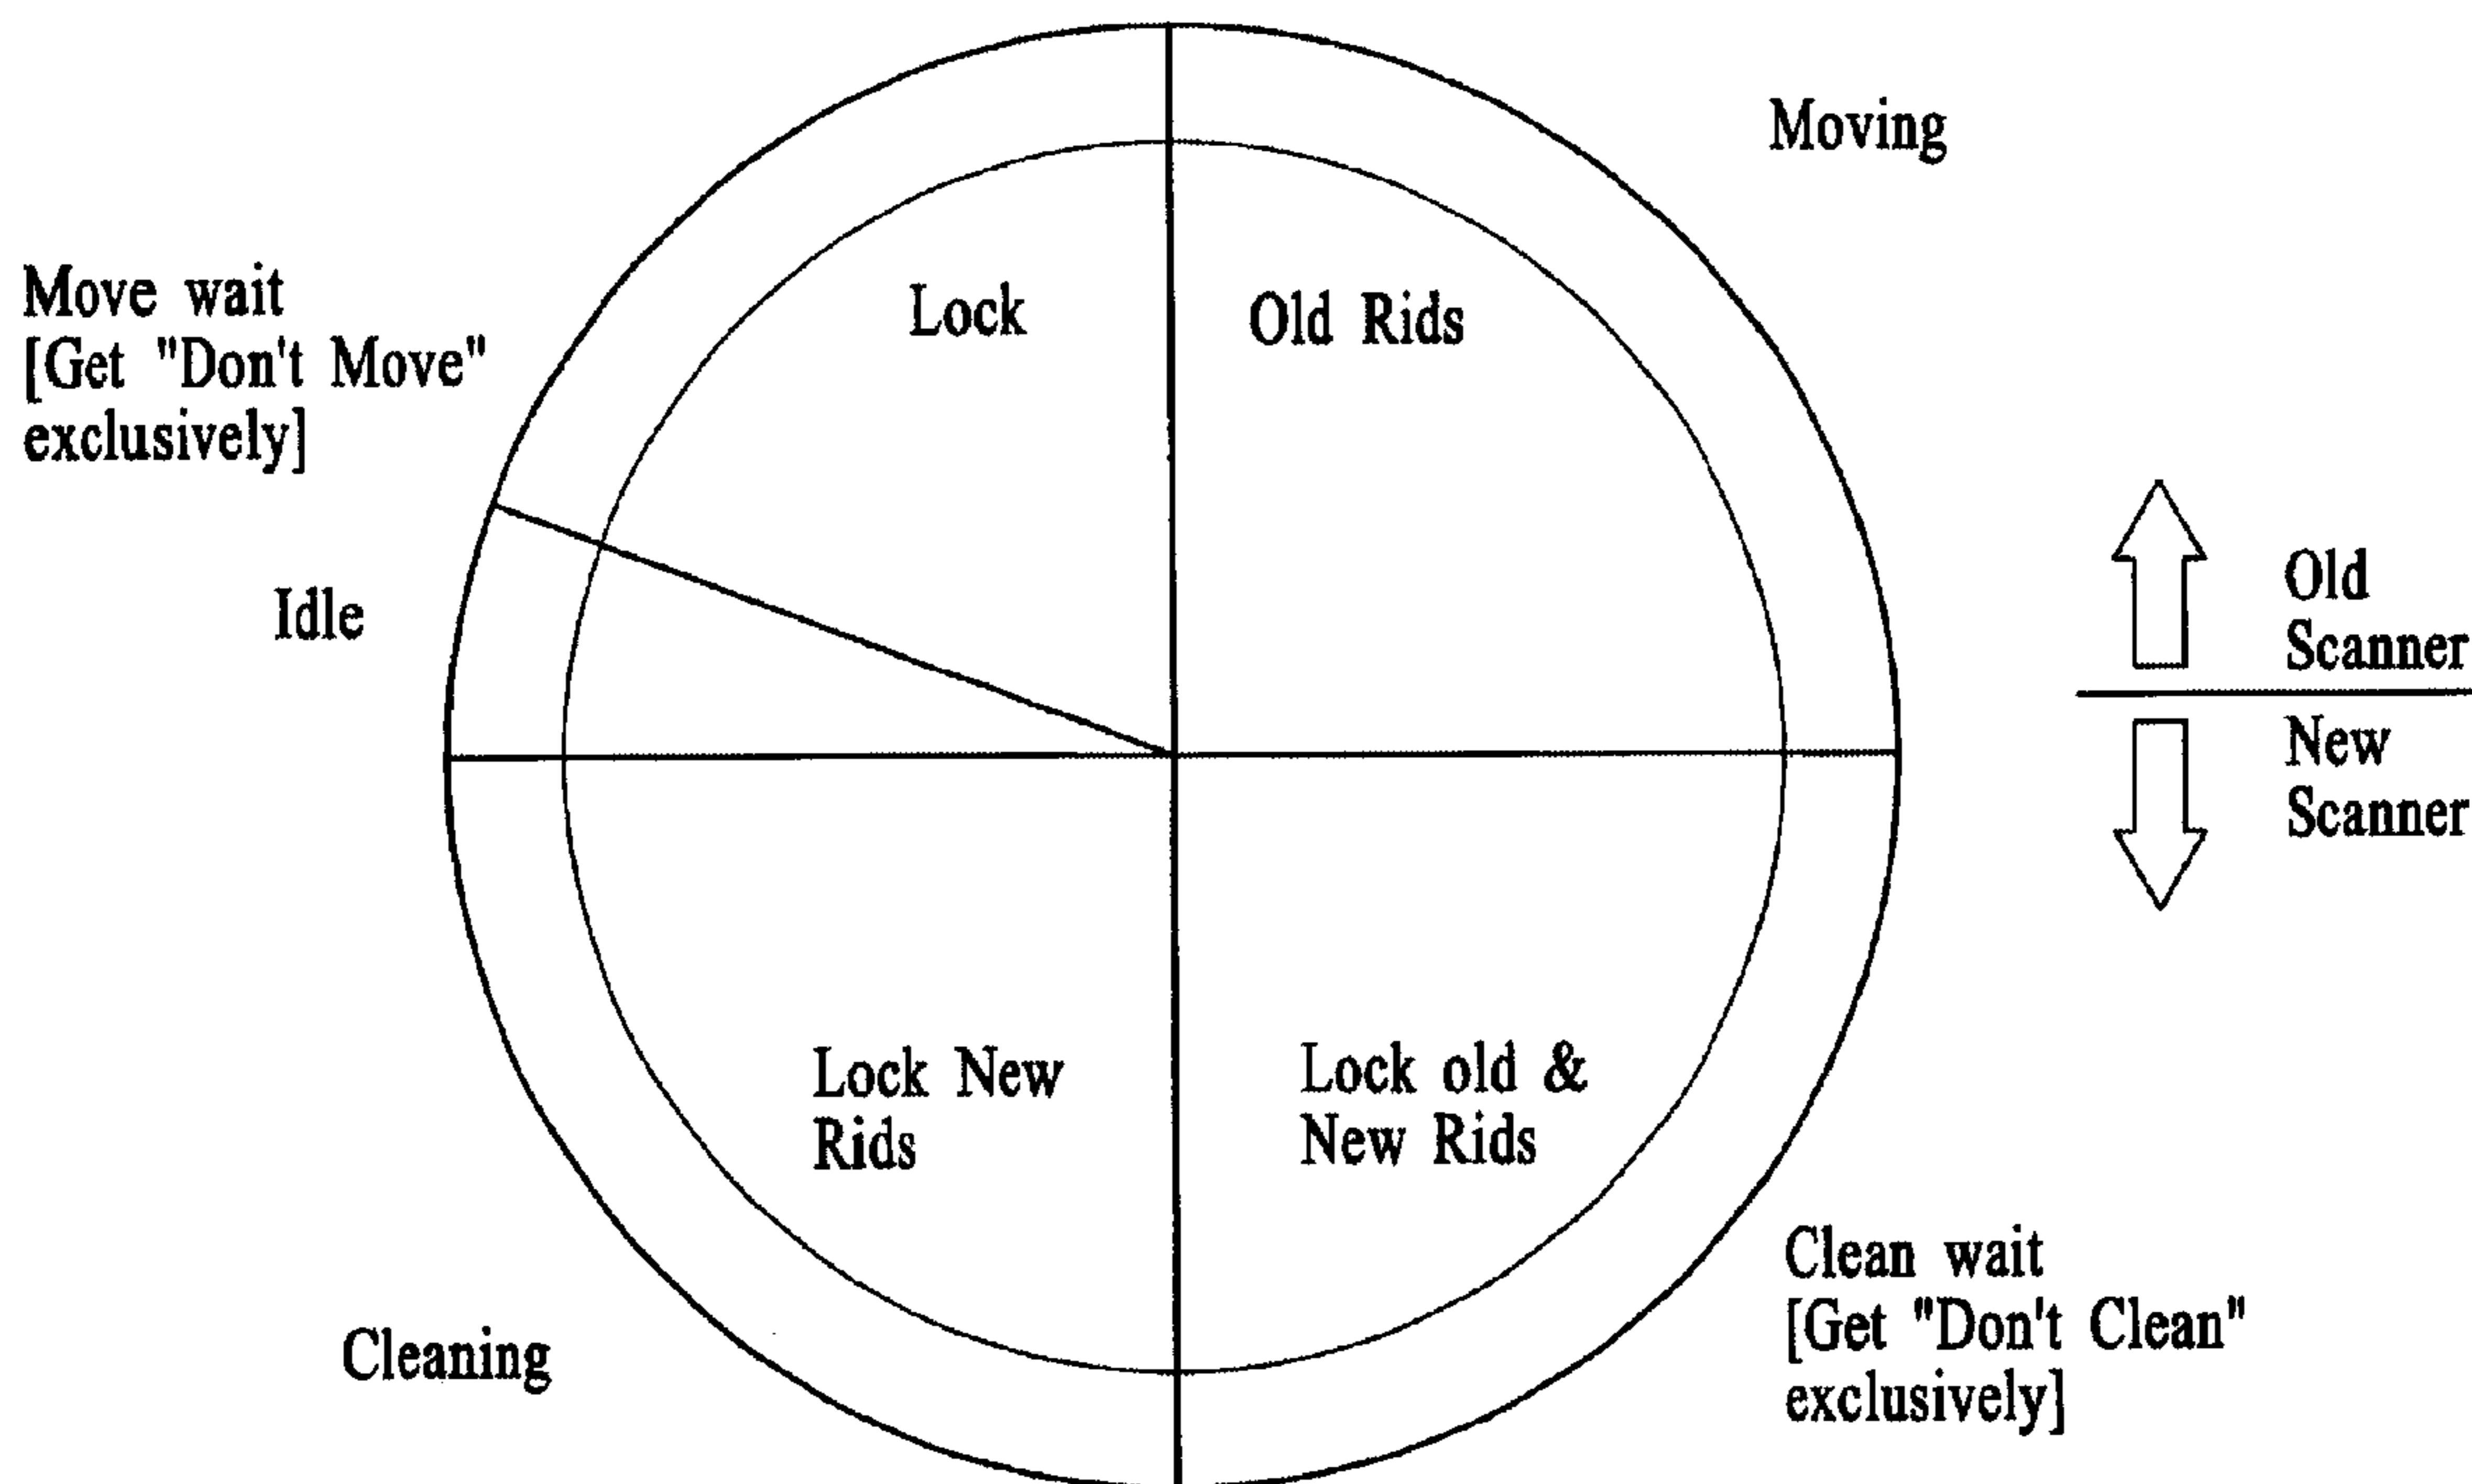 Moving
Move wait
[Get "Don't Move"
exclusively]
Lock
Old Rids
Idle
Old
Scanner
New
Scanner
Lock New
Rids
Lock old &
New Rids
Cleaning
Clean wait
[Get "Don't Clean"
exclusively]